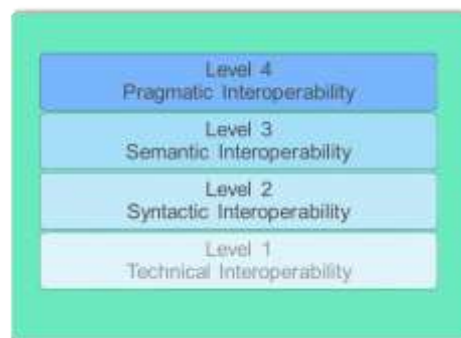 Level 4
Pragmatic Interoperability
Level 3
Semantic Interoperability
Level 2
Syntactic Interoperability
Level 1
Technical Interoperability